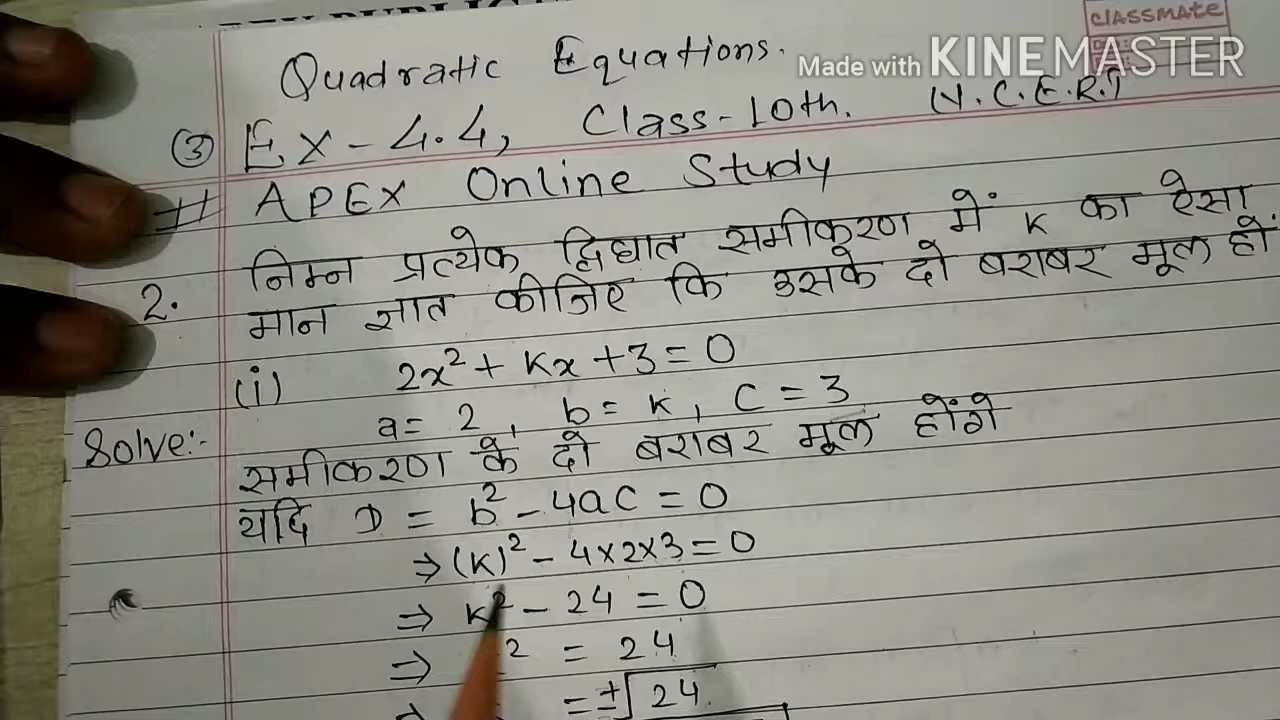 CLASSMATE
Made with KINEMASTER
Quadratic Equations.
③ Ex - 4.4, Class - 10th. N.C.E.R.T
# APEX Online Study
2. निम्न प्रत्येक द्विघात समीकरण में K का ऐसा
मान ज्ञात कीजिए कि उसके दो बराबर मूल हों
(i) 2x² + Kx + 3 = 0
Solve:- a = 2, b = K, C = 3
समीकरण के दो बराबर मूल होंगे
यदि D = b² - 4ac = 0
⇒ (K)² - 4×2×3 = 0
⇒ K² - 24 = 0
⇒ ² = 24
= ±√24